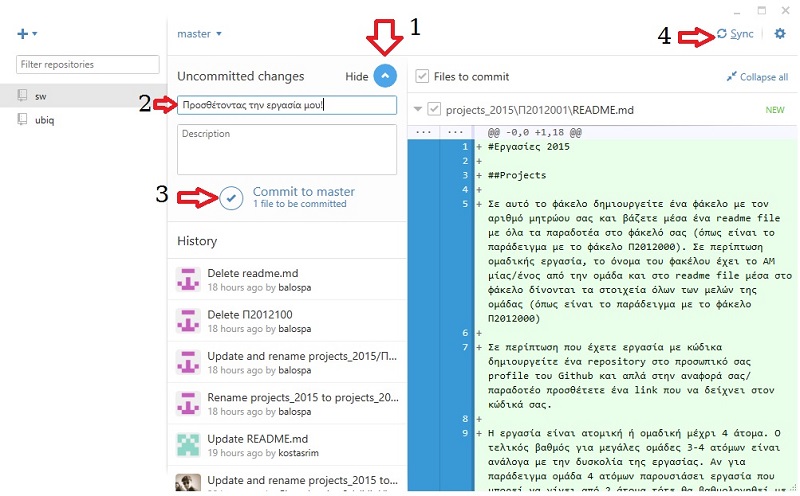 1
4
Sync
master
Filter repositories
sw
ubiq
Uncommitted changes
Hide
2
Προσθέτοντας την εργασία μου!
Description
3
Commit to master
1 file to be committed
History
Delete readme.md
18 hours ago by balospa
Delete Π2012100
18 hours ago by balospa
Update and rename projects_2015/Π...
18 hours ago by balospa
Rename projects_2015 to projects_20...
18 hours ago by balospa
Update README.md
19 hours ago by kostasrim
Update and rename projects_2015 to...
Files to commit
Collapse all
projects_2015\Π2012001\README.md
NEW
... ... @@ -0,0 +1,18 @@
1 + #Εργασίες 2015
2 +
3 + ##Projects
4 +
5 + Σε αυτό το φάκελο δημιουργείτε ένα φάκελο με τον
αριθμό μητρώου σας και βάζετε μέσα ένα readme file
με όλα τα παραδοτέα στο φάκελό σας (όπως είναι το
παράδειγμα με το φάκελο Π2012000). Σε περίπτωση
ομαδικής εργασία, το όνομα του φακέλου έχει το ΑΜ
μίας/ένος από την ομάδα και στο readme file μέσα στο
φάκελο δίνονται τα στοιχεία όλων των μελών της
ομάδας (όπως είναι το παράδειγμα με το φάκελο
Π2012000)
6 +
7 + Σε περίπτωση που έχετε εργασία με κώδικα
δημιουργείτε ένα repository στο προσωπικό σας
profile του Github και απλά στην αναφορά σας/
παραδοτέο προσθέτετε ένα link που να δείχνει στον
κώδικά σας.
8 +
9 + Η εργασία είναι ατομική ή ομαδική μέχρι 4 άτομα. Ο
τελικός βαθμός για μεγάλες ομάδες 3-4 ατόμων είναι
ανάλογα με την δυσκολία της εργασίας. Αν για
παράδειγμα ομάδα 4 ατόμων παρουσιάσει εργασία που